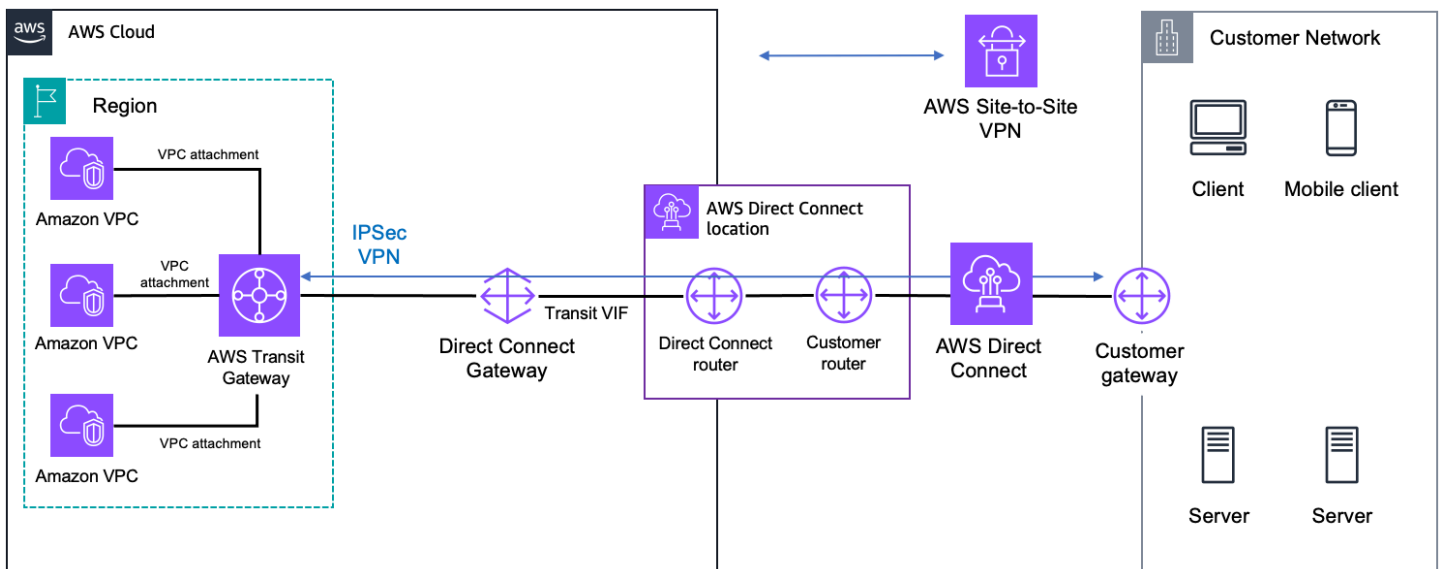 aws
AWS Cloud
Region
VPC attachment
Amazon VPC
VPC
attachment
Amazon VPC
AWS Transit
Gateway
VPC attachment
Amazon VPC
IPSec
VPN
Direct Connect
Gateway
Transit VIF
AWS Direct Connect
location
Direct Connect
router
Customer
router
AWS Site-to-Site
VPN
AWS Direct
Connect
Customer
gateway
Customer Network
Client
Mobile client
Server
Server